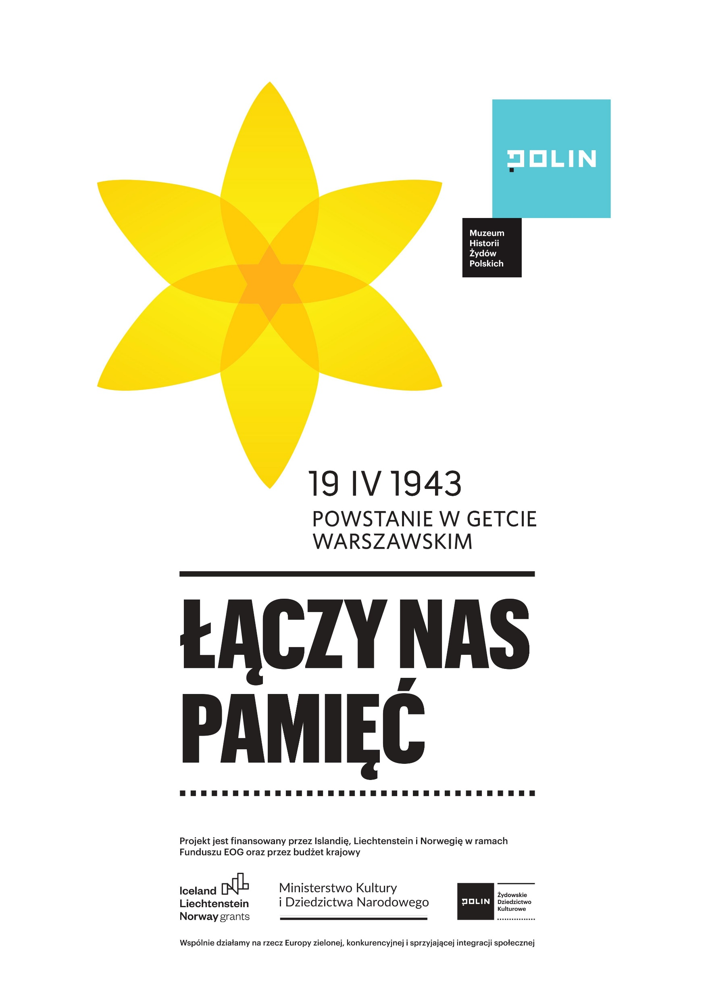 POLIN
Muzeum
Historii
Żydów
Polskich
19 IV 1943
POWSTANIE W GETCIE
WARSZAWSKIM
ŁĄCZY NAS
PAMIĘĆ
Projekt jest finansowany przez Islandię, Liechtenstein i Norwegię w ramach
Funduszu EOG oraz przez budżet krajowy
Iceland
Liechtenstein
Norway grants
Ministerstwo Kultury
i Dziedzictwa Narodowego
POLIN
Żydowskie
Dziedzictwo
Kulturowe
Wspólnie działamy na rzecz Europy zielonej, konkurencyjnej i sprzyjającej integracji społecznej